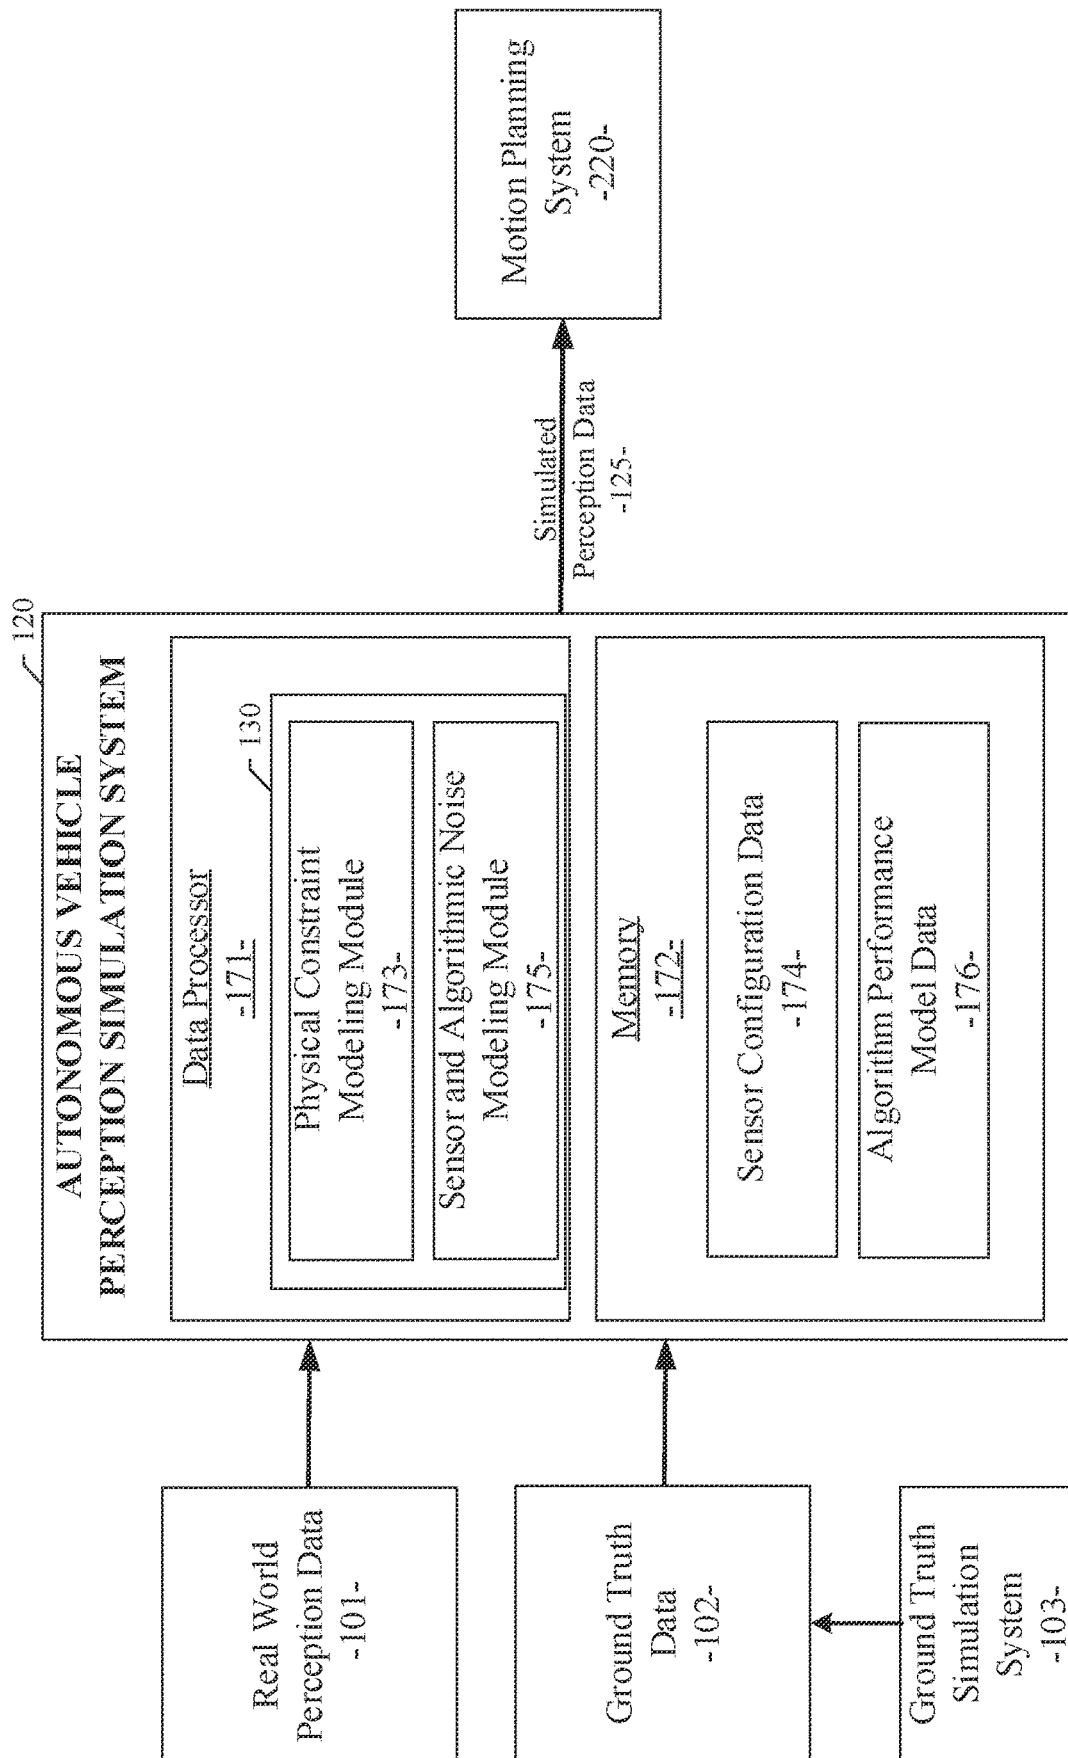 Real World
Perception Data
-101-
Ground Truth
Data
-102-
Ground Truth
Simulation
System
-103-
120
AUTONOMOUS VEHICLE
PERCEPTION SIMULATION SYSTEM
Data Processor
-171-
130
Physical Constraint
Modeling Module
-173-
Sensor and Algorithmic Noise
Modeling Module
-175-
Memory
-172-
Sensor Configuration Data
-174-
Algorithm Performance
Model Data
-176-
Simulated
Perception Data
-125-
Motion Planning
System
-220-